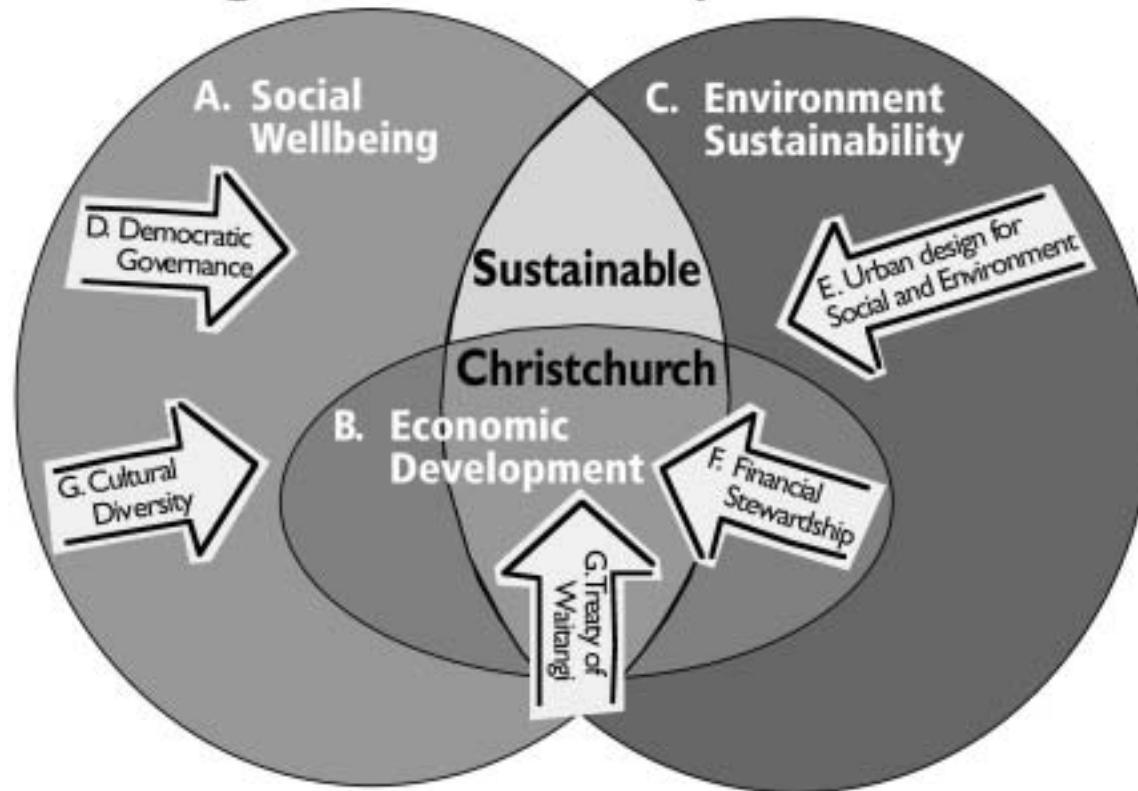 A. Social
Wellbeing
C. Environment
Sustainability
D. Democratic
Governance
E. Urban design for
Social and Environment
Sustainable
Christchurch
B. Economic
Development
G. Cultural
Diversity
F. Financial
Stewardship
G.Treaty of
Waitangi